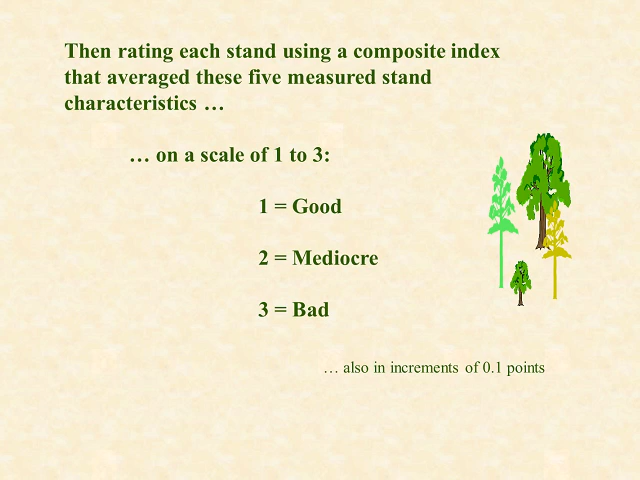 Then rating each stand using a composite index
that averaged these five measured stand
characteristics …
… on a scale of 1 to 3:
1 = Good
2 = Mediocre
3 = Bad
… also in increments of 0.1 points